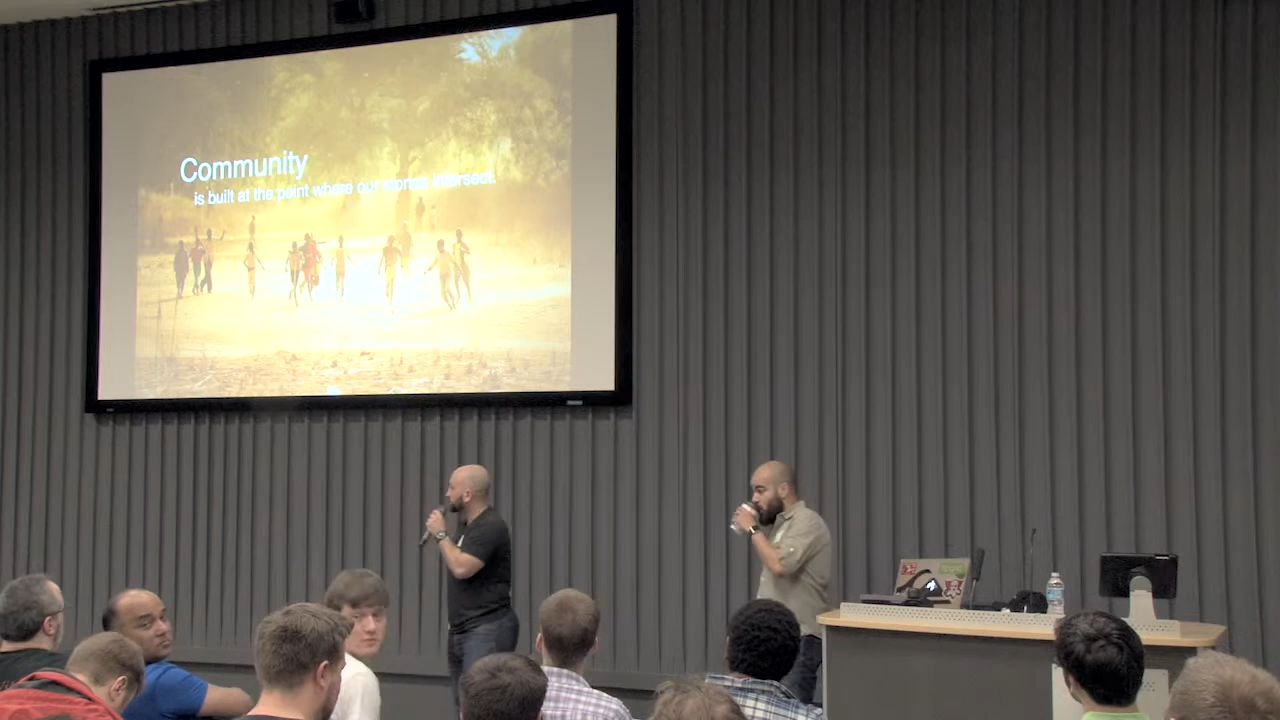 Community
is built at the point where our stories intersect.